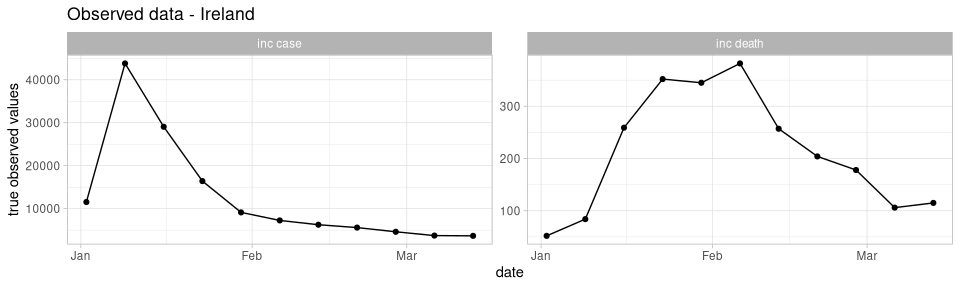 Observed data - Ireland
inc case
inc death
true observed values
40000
30000
20000
10000
300
200
100
Jan
Feb
Mar
Jan
Feb
Mar
date